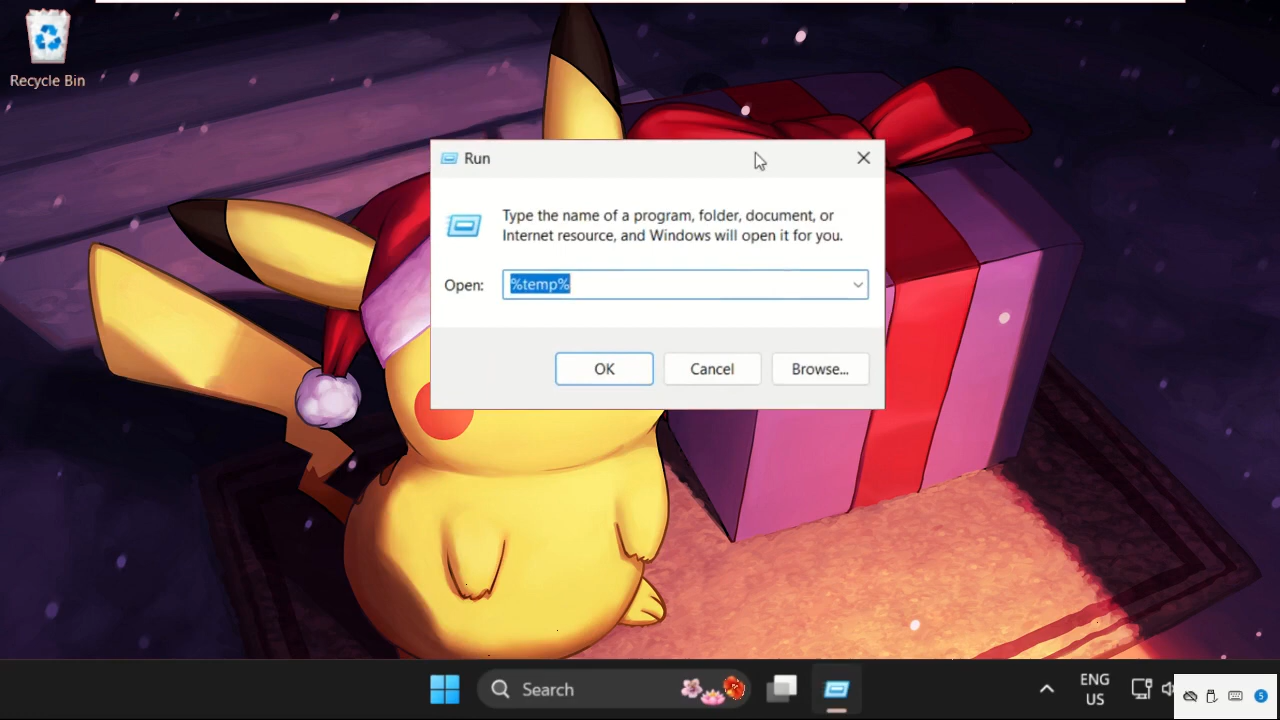 Recycle Bin
Run
Type the name of a program, folder, document, or
Internet resource, and Windows will open it for you.
Open: %temp%
OK Cancel Browse...
Search
ENG
US
5